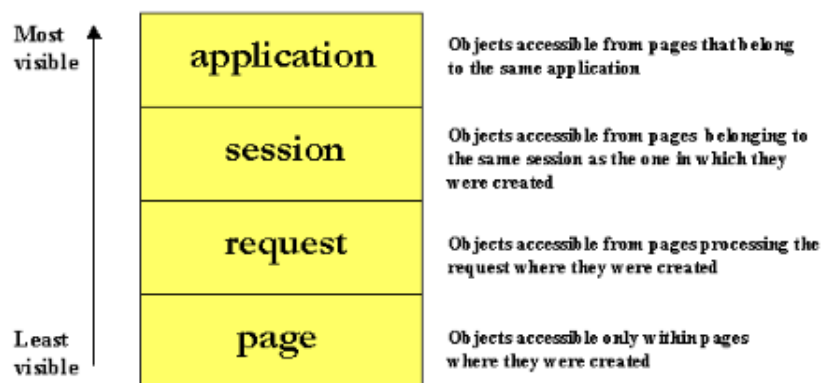 Most
visible
application
Objects accessible from pages that belong
to the same application
session
Objects accessible from pages belonging to
the same session as the one in which they
were created
request
Objects accessible from pages processing the
request where they were created
Least
visible
page
Objects accessible only within pages
where they were created